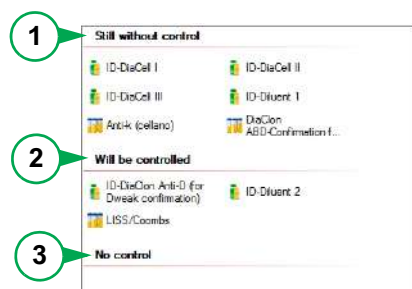 1 Still without control
ID-DiaCell I ID-DiaCell II
ID-DiaCell III ID-Diluent 1
Anti-k (cellano) DiaClon
ABD-Confirmation f...
2 Will be controlled
ID-DiaClon Anti-D (for
Dweak confirmation) ID-Diluent 2
LISS/Coombs
3 No control